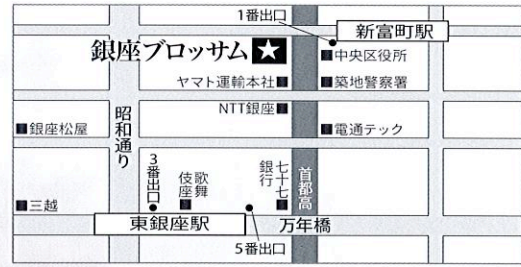 1番出口
新富町駅
銀座ブロッサム
中央区役所
ヤマト運輸本社
築地警察署
NTT銀座
電通テック
銀座松屋
昭和通り
3番出口
歌舞伎座
七十七銀行
首都高
三越
東銀座駅
万年橋
5番出口